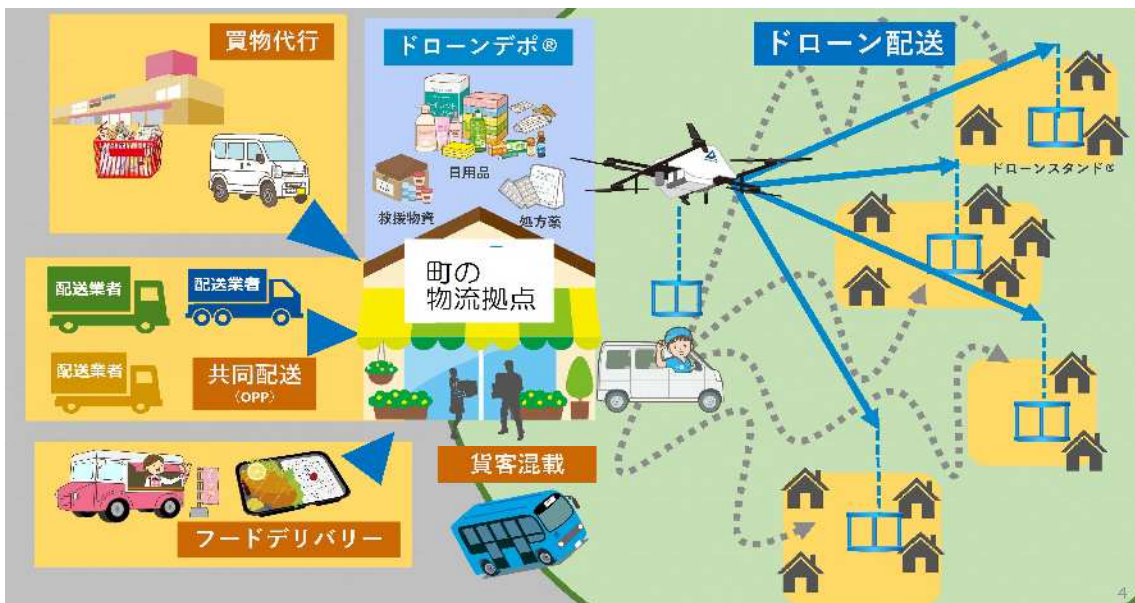 買物代行
ドローンデポ®
ドローン配送
日用品
救援物資
処方薬
ドローンスタンド®
町の
物流拠点
配送業者
配送業者
配送業者
共同配送
(OPP)
貨客混載
フードデリバリー
4